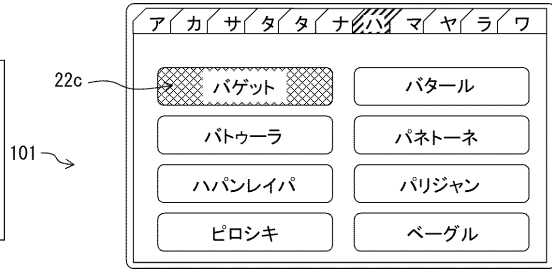 ア カ サ タ タ ナ ハ マ ヤ ラ ワ
22c バゲット バタール
バトゥーラ パネトーネ
101 ハパンレイパ パリジャン
ピロシキ ベーグル